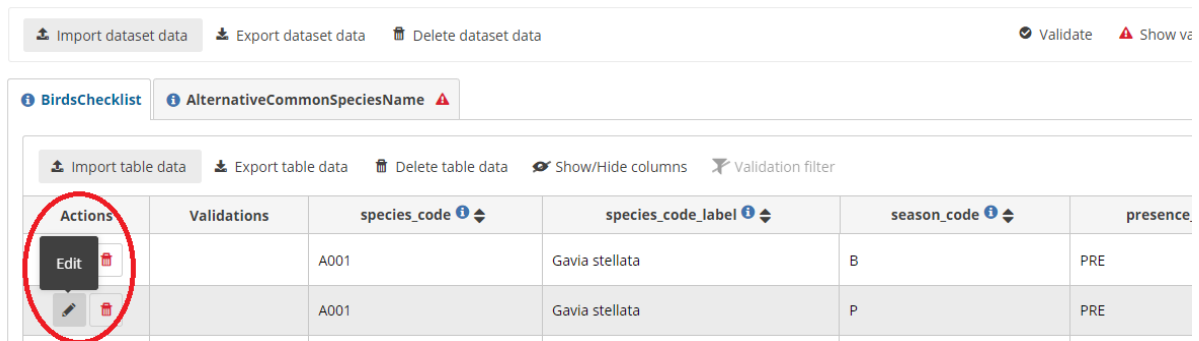 Import dataset data Export dataset data Delete dataset data Validate Show va
BirdsChecklist AlternativeCommonSpeciesName
Import table data Export table data Delete table data Show/Hide columns Validation filter
Actions Validations species_code species_code_label season_code presence_
Edit A001 Gavia stellata B PRE
A001 Gavia stellata P PRE